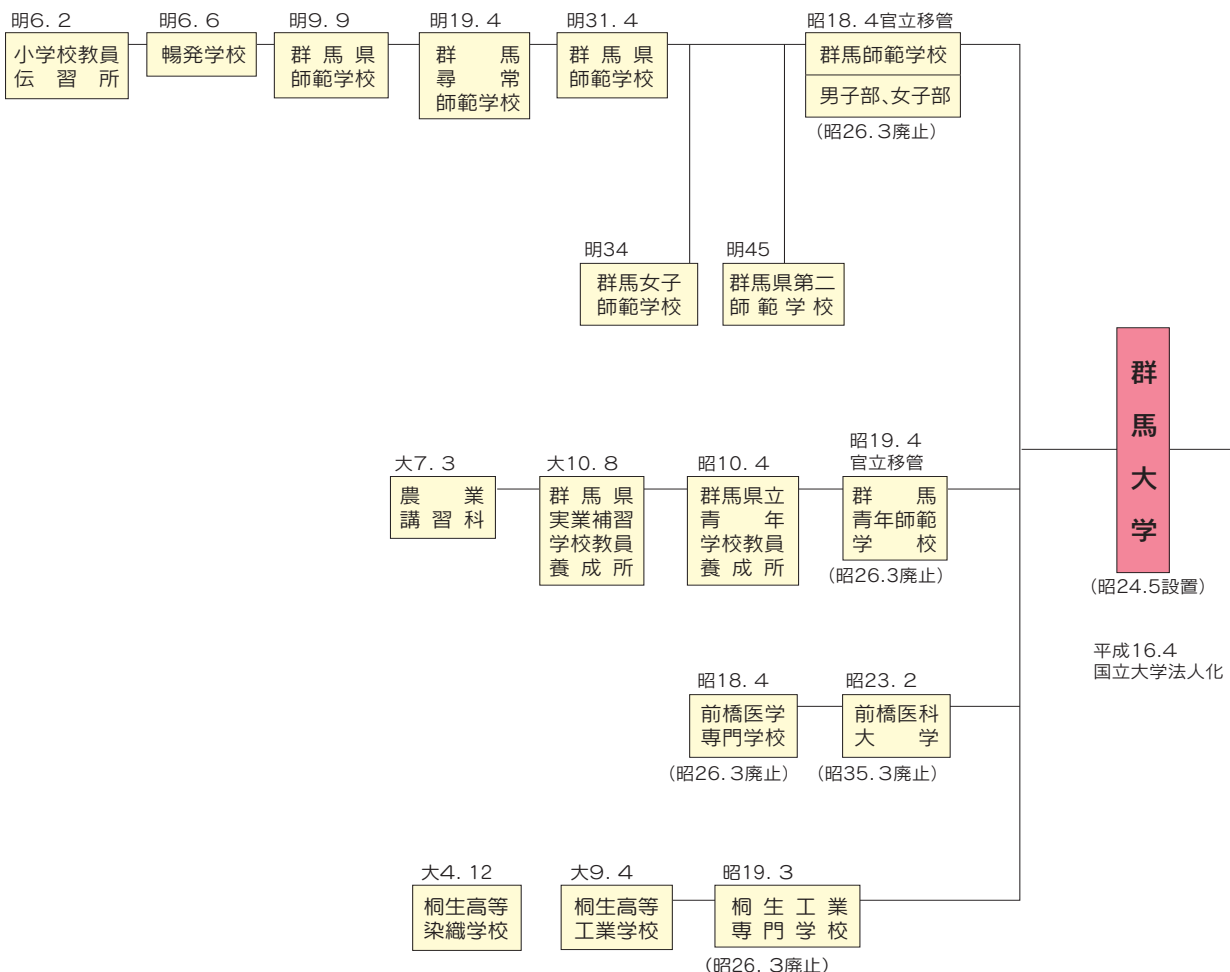 明6. 2
小学校教員
伝習所
明6. 6
暢発学校
明9. 9
群馬県
師範学校
明19. 4
群馬
尋常
師範学校
明31. 4
群馬県
師範学校
昭18. 4官立移管
群馬師範学校
男子部、女子部
(昭26. 3廃止)
明34
群馬女子
師範学校
明45
群馬県第二
師範学校
大7. 3
農業
講習科
大10. 8
群馬県
実業補習
学校教員
養成所
昭10. 4
群馬県立
青年
学校教員
養成所
昭19. 4
官立移管
群馬
青年師範
学校
(昭26.3廃止)
昭18. 4
前橋医学
専門学校
(昭26. 3廃止)
昭23. 2
前橋医科
大学
(昭35. 3廃止)
大4. 12
桐生高等
染織学校
大9. 4
桐生高等
工業学校
昭19. 3
桐生工業
専門学校
(昭26. 3廃止)
群馬大学
(昭24.5設置)
平成16.4
国立大学法人化